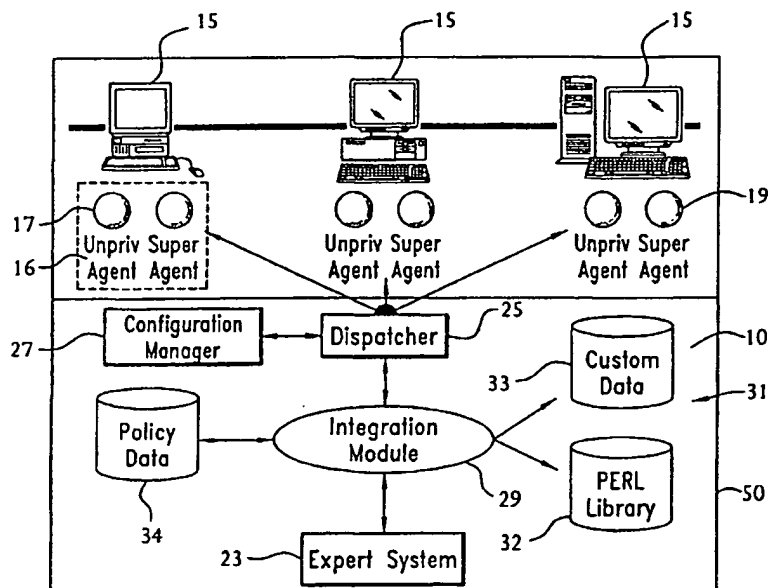 15
15
15
17
19
Unpriv Super
Agent Agent
16
Unpriv Super
Agent Agent
Unpriv Super
Agent Agent
27
Configuration
Manager
Dispatcher
25
10
33
Custom
Data
31
Policy
Data
34
Integration
Module
29
PERL
Library
32
50
23
Expert System